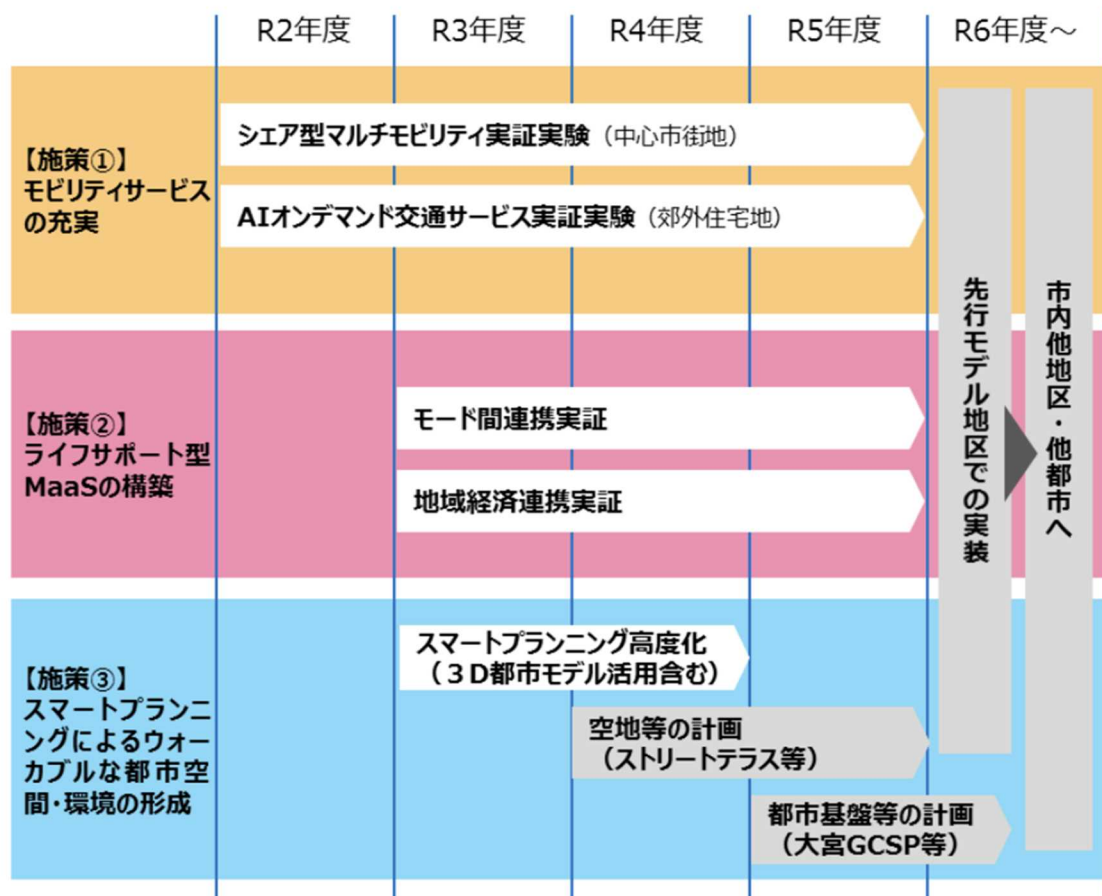 R2年度 R3年度 R4年度 R5年度 R6年度～
【施策①】
モビリティサービス
の充実
シェア型マルチモビリティ実証実験（中心市街地）
AIオンデマンド交通サービス実証実験（郊外住宅地）
【施策②】
ライフサポート型
MaaSの構築
モード間連携実証
地域経済連携実証
【施策③】
スマートプランニ
ングによるウォー
カブルな都市空
間・環境の形成
スマートプランニング高度化
（３D都市モデル活用含む）
空地等の計画
（ストリートテラス等）
都市基盤等の計画
（大宮GCSP等）
先行モデル地区での実装
市内他地区・他都市へ